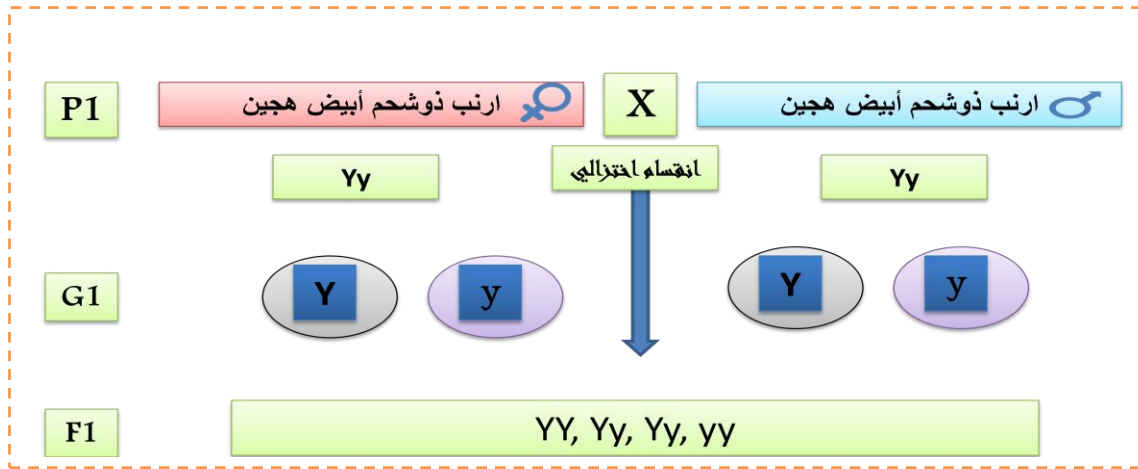 P1
ارنب ذوشحم أبيض هجين
X
ارنب ذوشحم أبيض هجين
Yy
انقسام اختزالي
Yy
G1
Y
y
Y
y
F1
YY, Yy, Yy, yy